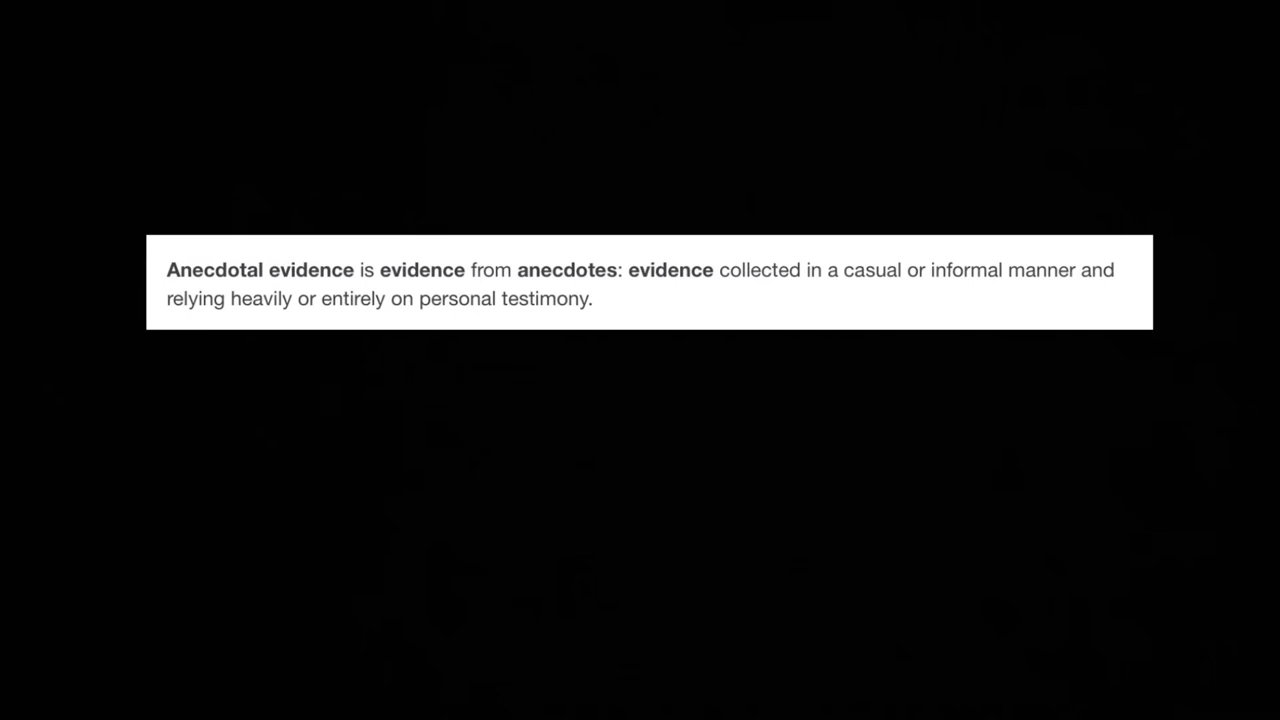 Anecdotal evidence is evidence from anecdotes: evidence collected in a casual or informal manner and
relying heavily or entirely on personal testimony.